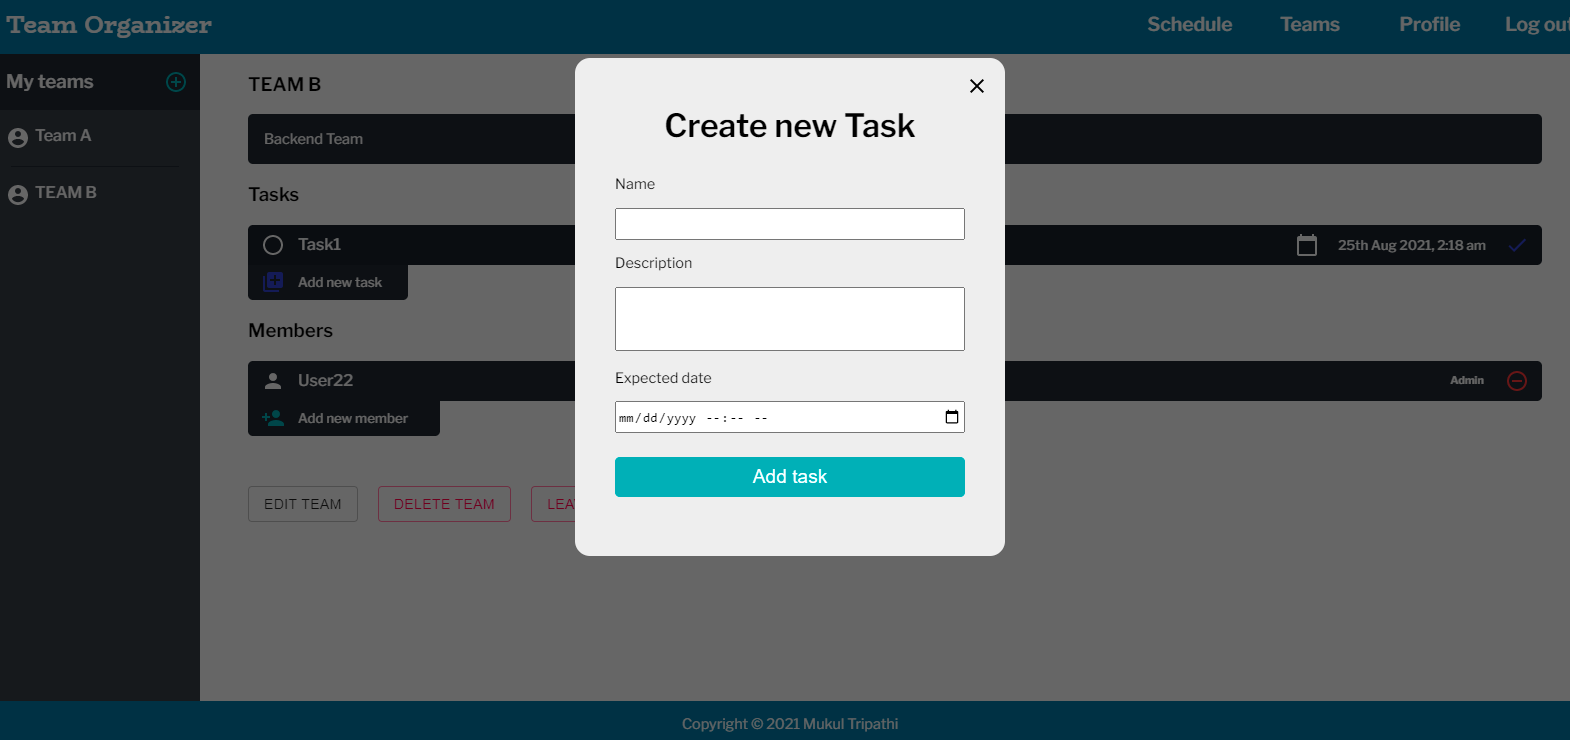 Team Organizer
Schedule Teams Profile Log out
My teams
Team A
TEAM B
TEAM B
Backend Team
Tasks
Task1 25th Aug 2021, 2:18 am
Add new task
Members
User22 Admin
Add new member
EDIT TEAM DELETE TEAM
Create new Task
Name
Description
Expected date
mm/dd/yyyy --:-- --
Add task
Copyright © 2021 Mukul Tripathi